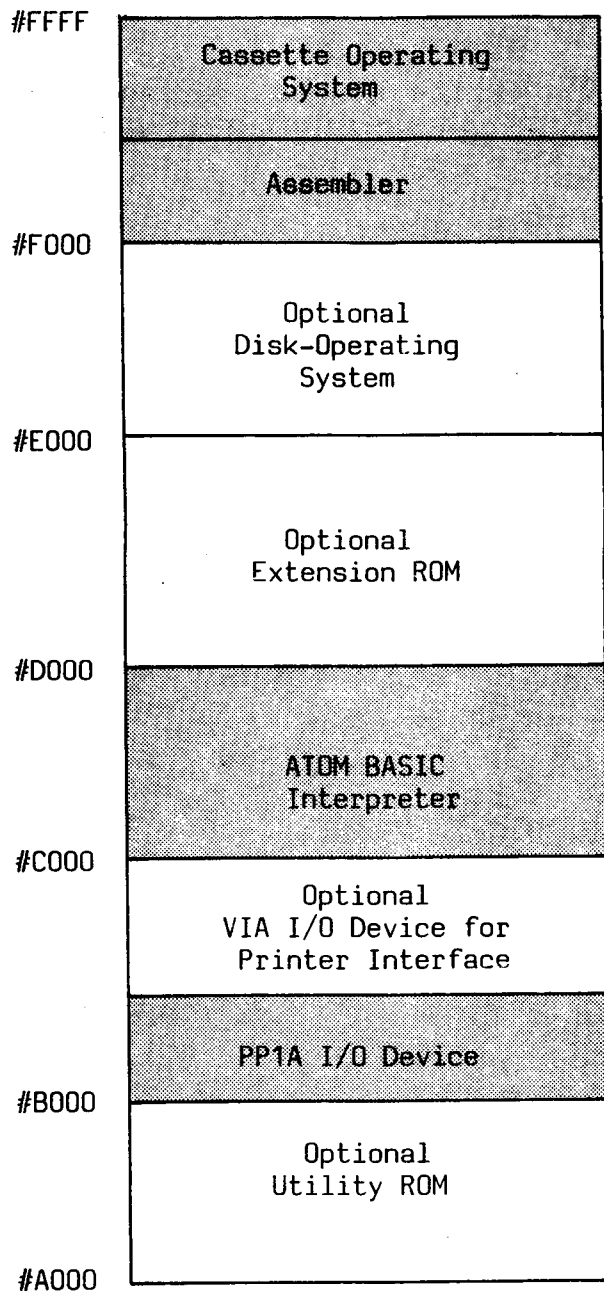 #FFFF
Cassette Operating
System
Assembler
#F000
Optional
Disk-Operating
System
#E000
Optional
Extension ROM
#D000
ATOM BASIC
Interpreter
#C000
Optional
VIA I/O Device for
Printer Interface
PP1A I/O Device
#B000
Optional
Utility ROM
#A000